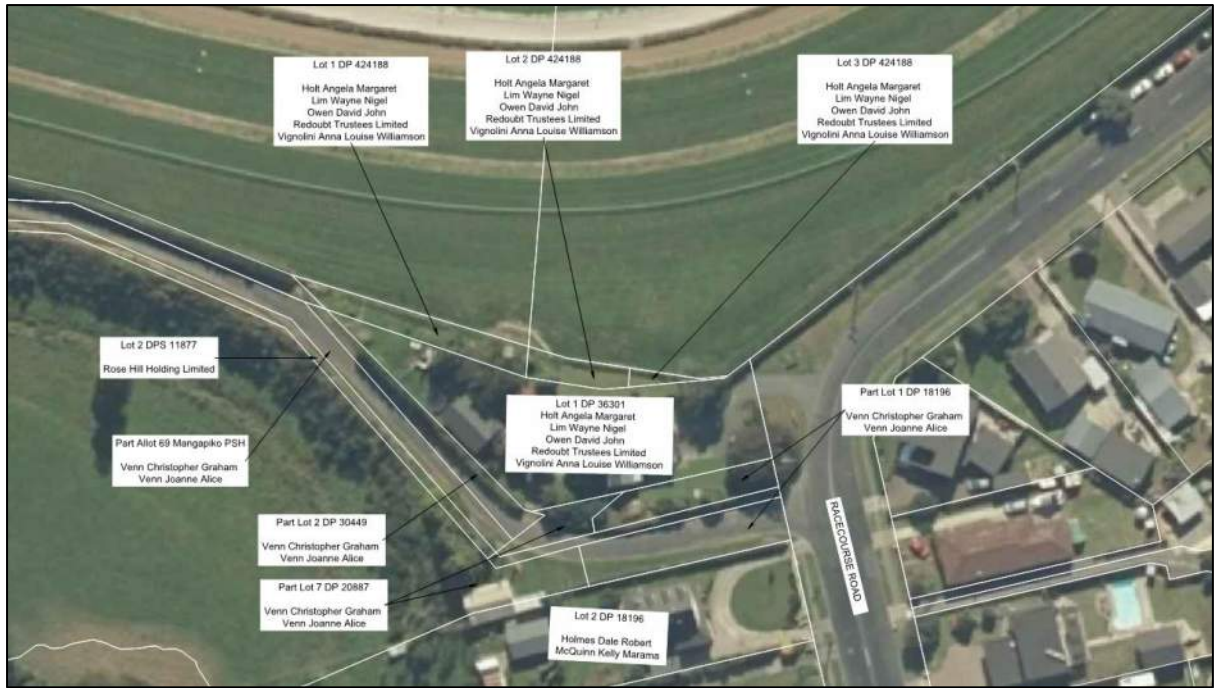 Lot 1 DP 424188
Holt Angela Margaret
Lim Wayne Nigel
Owen David John
Redoubt Trustees Limited
Vignolini Anna Louise Williamson
Lot 2 DP 424188
Holt Angela Margaret
Lim Wayne Nigel
Owen David John
Redoubt Trustees Limited
Vignolini Anna Louise Williamson
Lot 3 DP 424188
Holt Angela Margaret
Lim Wayne Nigel
Owen David John
Redoubt Trustees Limited
Vignolini Anna Louise Williamson
Lot 2 DPS 11877
Rose Hill Holding Limited
Lot 1 DP 36301
Holt Angela Margaret
Lim Wayne Nigel
Owen David John
Redoubt Trustees Limited
Vignolini Anna Louise Williamson
Part Lot 1 DP 18196
Venn Christopher Graham
Venn Joanne Alice
Part Allot 69 Mangapiko PSH
Venn Christopher Graham
Venn Joanne Alice
Part Lot 2 DP 30449
Venn Christopher Graham
Venn Joanne Alice
RACECOURSE ROAD
Part Lot 7 DP 20887
Venn Christopher Graham
Venn Joanne Alice
Lot 2 DP 18196
Holmes Dale Robert
McQuinn Kelly Marama